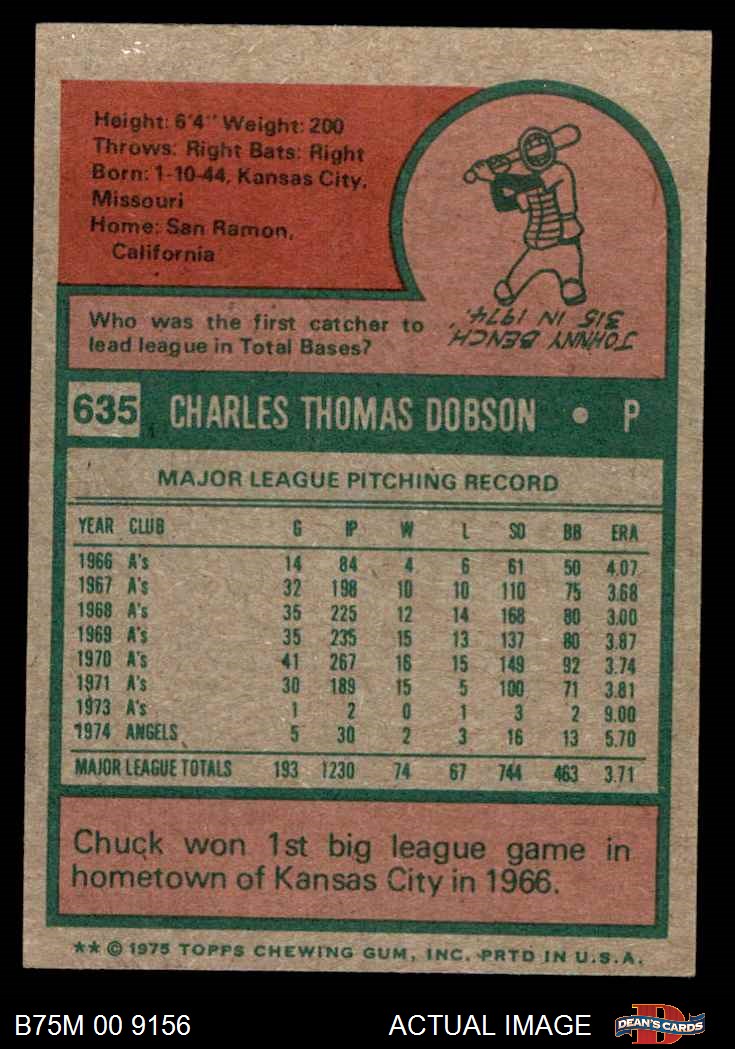 Height: 6'4" Weight: 200
Throws: Right Bats: Right
Born: 1-10-44, Kansas City,
Missouri
Home: San Ramon,
California
Who was the first catcher to
lead league in Total Bases?
JOHNNY BENCH,
315 IN 1974.
635 CHARLES THOMAS DOBSON • P
MAJOR LEAGUE PITCHING RECORD
YEAR CLUB G IP W L SO BB ERA
1966 A's 14 84 4 6 61 50 4.07
1967 A's 32 198 10 10 110 75 3.68
1968 A's 35 225 12 14 168 80 3.00
1969 A's 35 235 15 13 137 80 3.87
1970 A's 41 267 16 15 149 92 3.74
1971 A's 30 189 15 5 100 71 3.81
1973 A's 1 2 0 1 3 2 9.00
1974 ANGELS 5 30 2 3 16 13 5.70
MAJOR LEAGUE TOTALS 193 1230 74 67 744 463 3.71
Chuck won 1st big league game in
hometown of Kansas City in 1966.
** © 1975 TOPPS CHEWING GUM, INC. PRTD IN U.S.A.
B75M 00 9156 ACTUAL IMAGE
D
DEAN'S CARDS